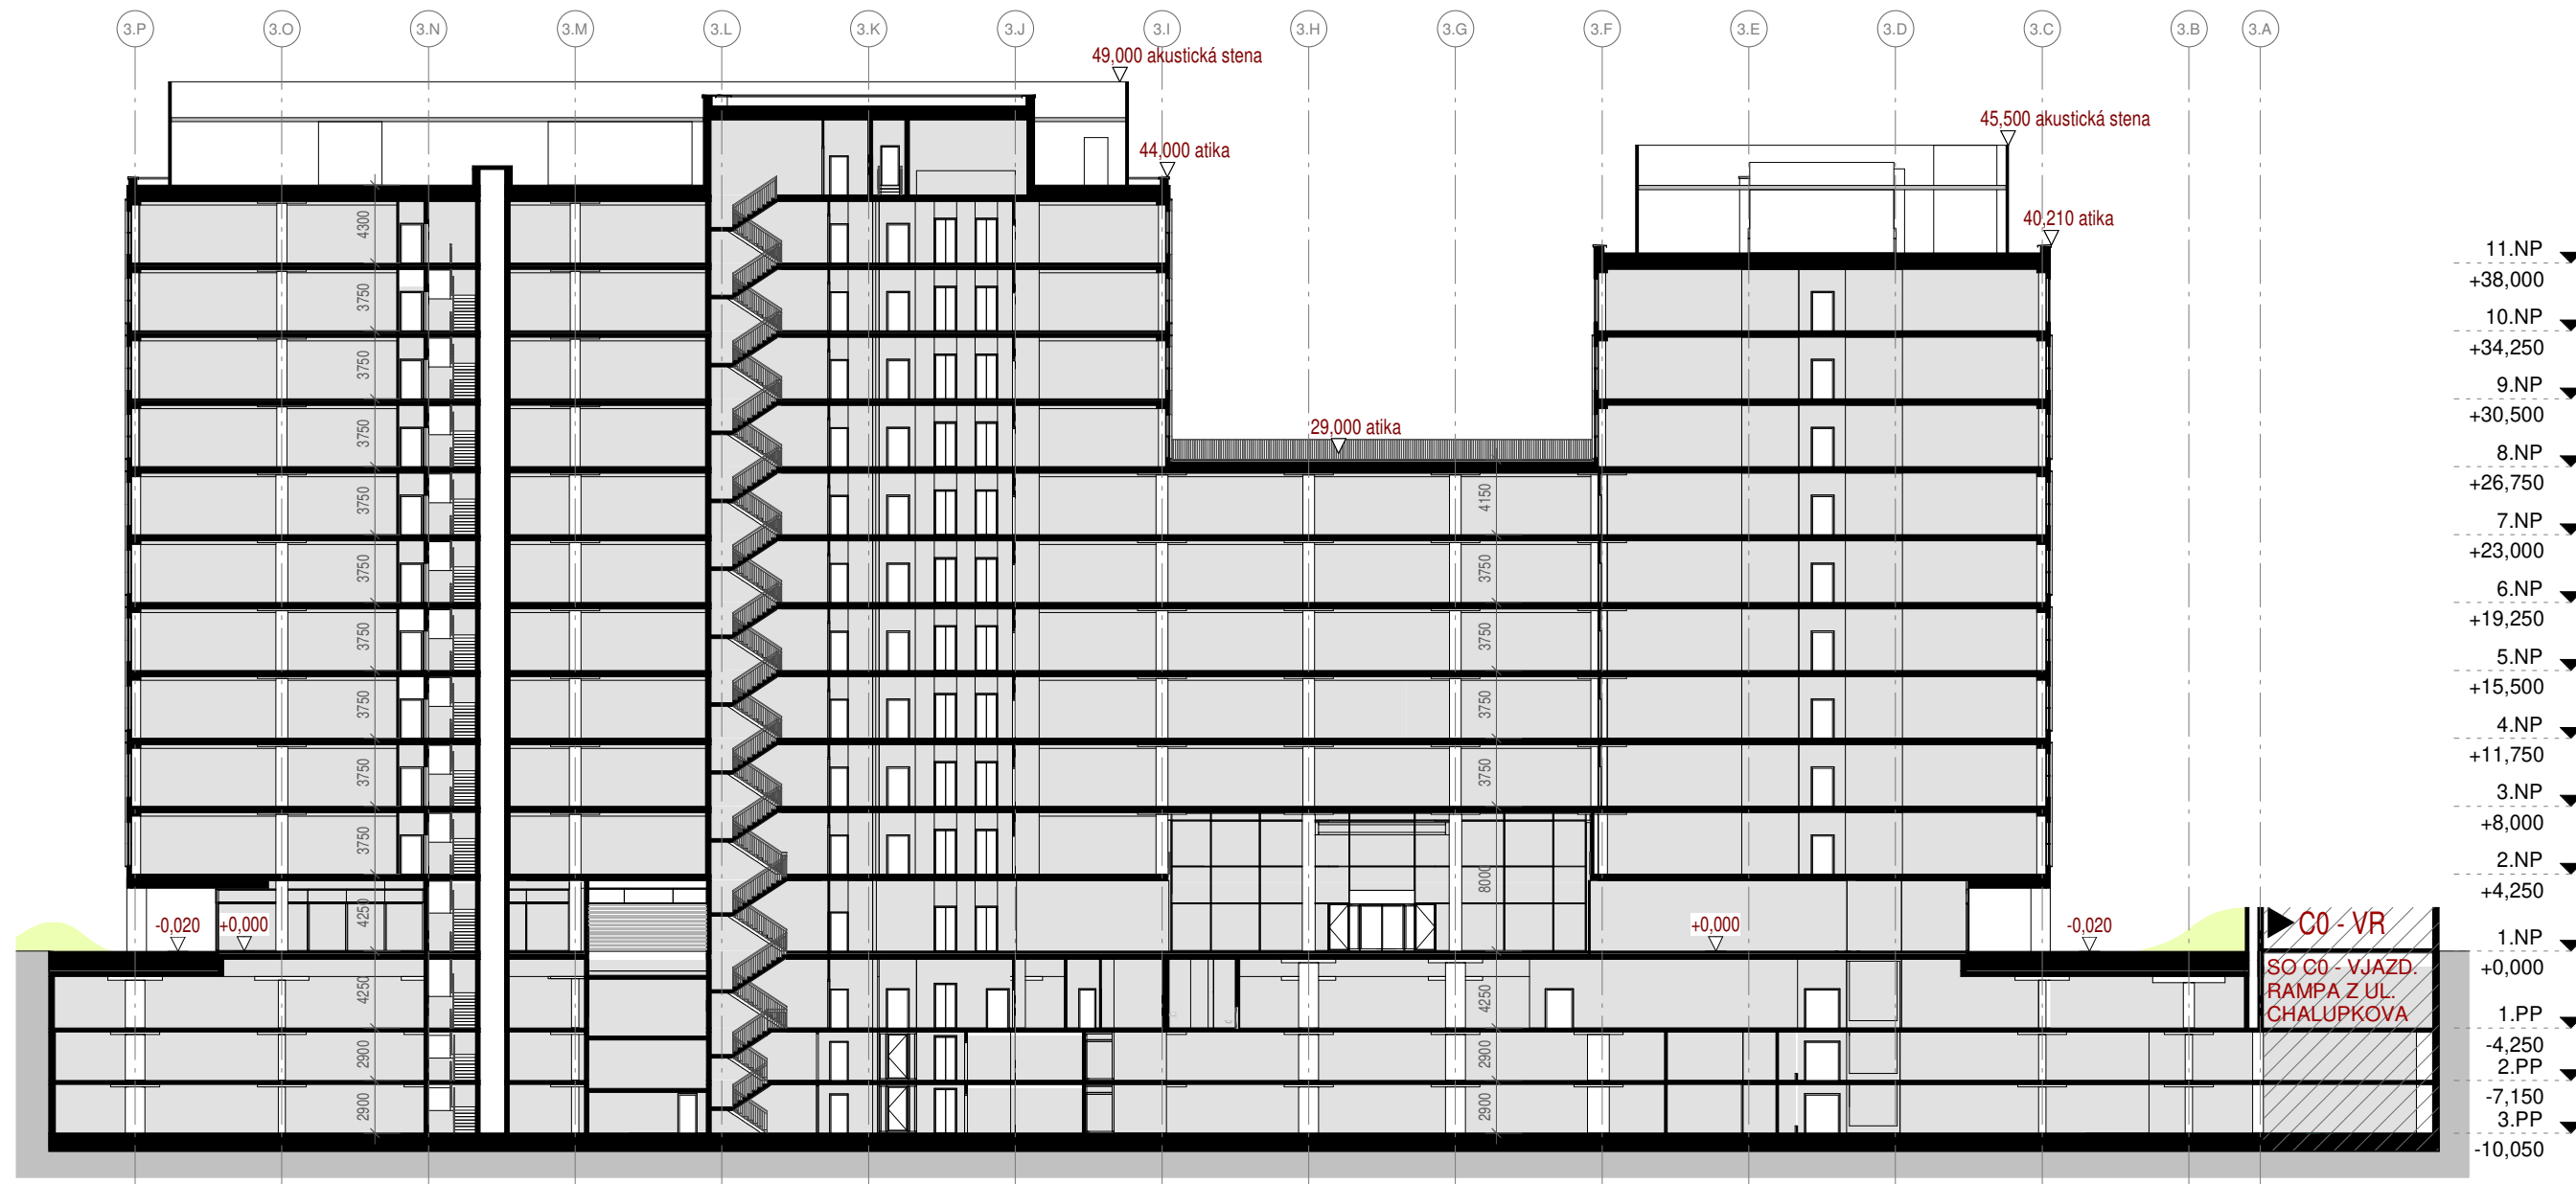 3.P 3.O 3.N 3.M 3.L 3.K 3.J 3.I 3.H 3.G 3.F 3.E 3.D 3.C 3.B 3.A
49,000 akustická stena
45,500 akustická stena
44,000 atika
40,210 atika
29,000 atika
4300
3750
3750
3750
3750
3750
3750
3750
3750
3750
4250
4250
2900
2900
4150
3750
3750
3750
3750
8000
4250
2900
2900
-0,020
+0,000
+0,000
-0,020
C0 - VR
SO C0 - VJAZD.
RAMPA Z UL.
CHALUPKOVA
11.NP
+38,000
10.NP
+34,250
9.NP
+30,500
8.NP
+26,750
7.NP
+23,000
6.NP
+19,250
5.NP
+15,500
4.NP
+11,750
3.NP
+8,000
2.NP
+4,250
1.NP
+0,000
1.PP
-4,250
2.PP
-7,150
3.PP
-10,050